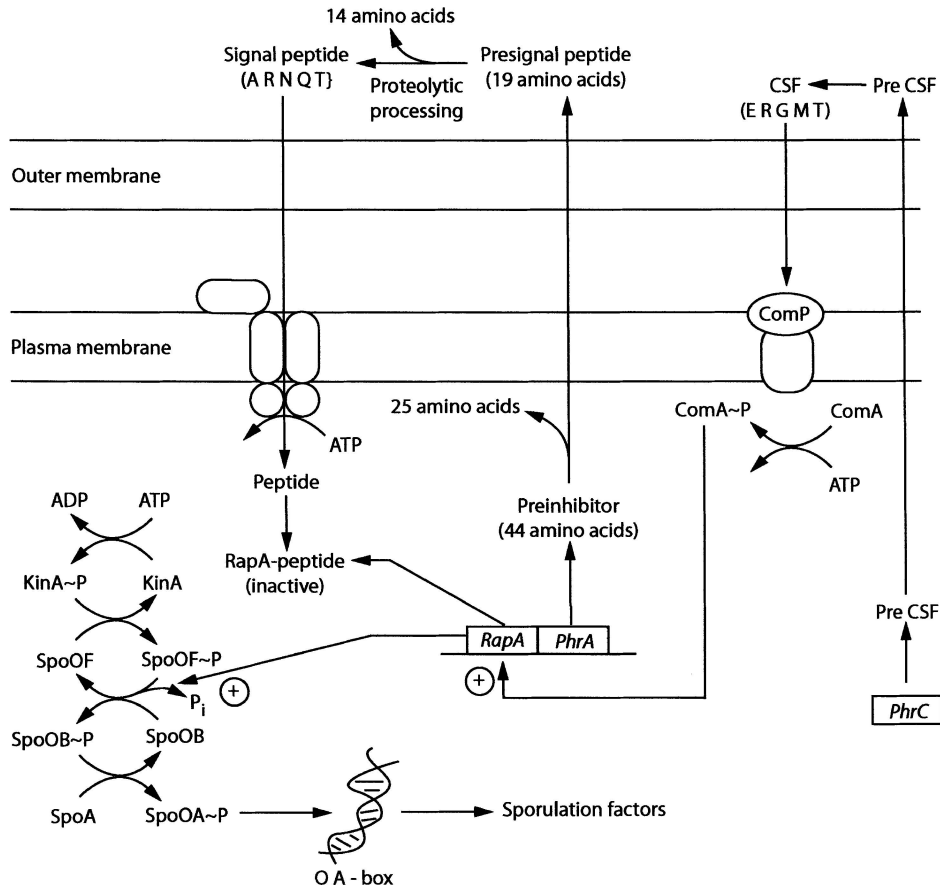 14 amino acids
Signal peptide
(A R N Q T}
Proteolytic
processing
Presignal peptide
(19 amino acids)
CSF
(E R G M T)
Pre CSF
Outer membrane
Plasma membrane
ComP
25 amino acids
ComA~P
ComA
ATP
ATP
Peptide
Preinhibitor
(44 amino acids)
ADP
ATP
RapA-peptide
(inactive)
KinA~P
KinA
Pre CSF
RapA
PhrA
SpoOF
SpoOF~P
+
+
Pi
PhrC
SpoOB~P
SpoOB
SpoA
SpoOA~P
Sporulation factors
O A - box